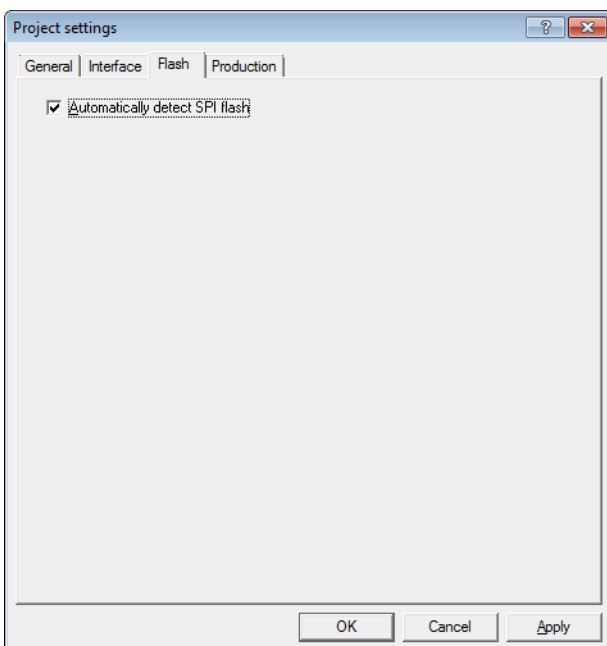 Project settings
General Interface Flash Production
Automatically detect SPI flash
OK Cancel Apply